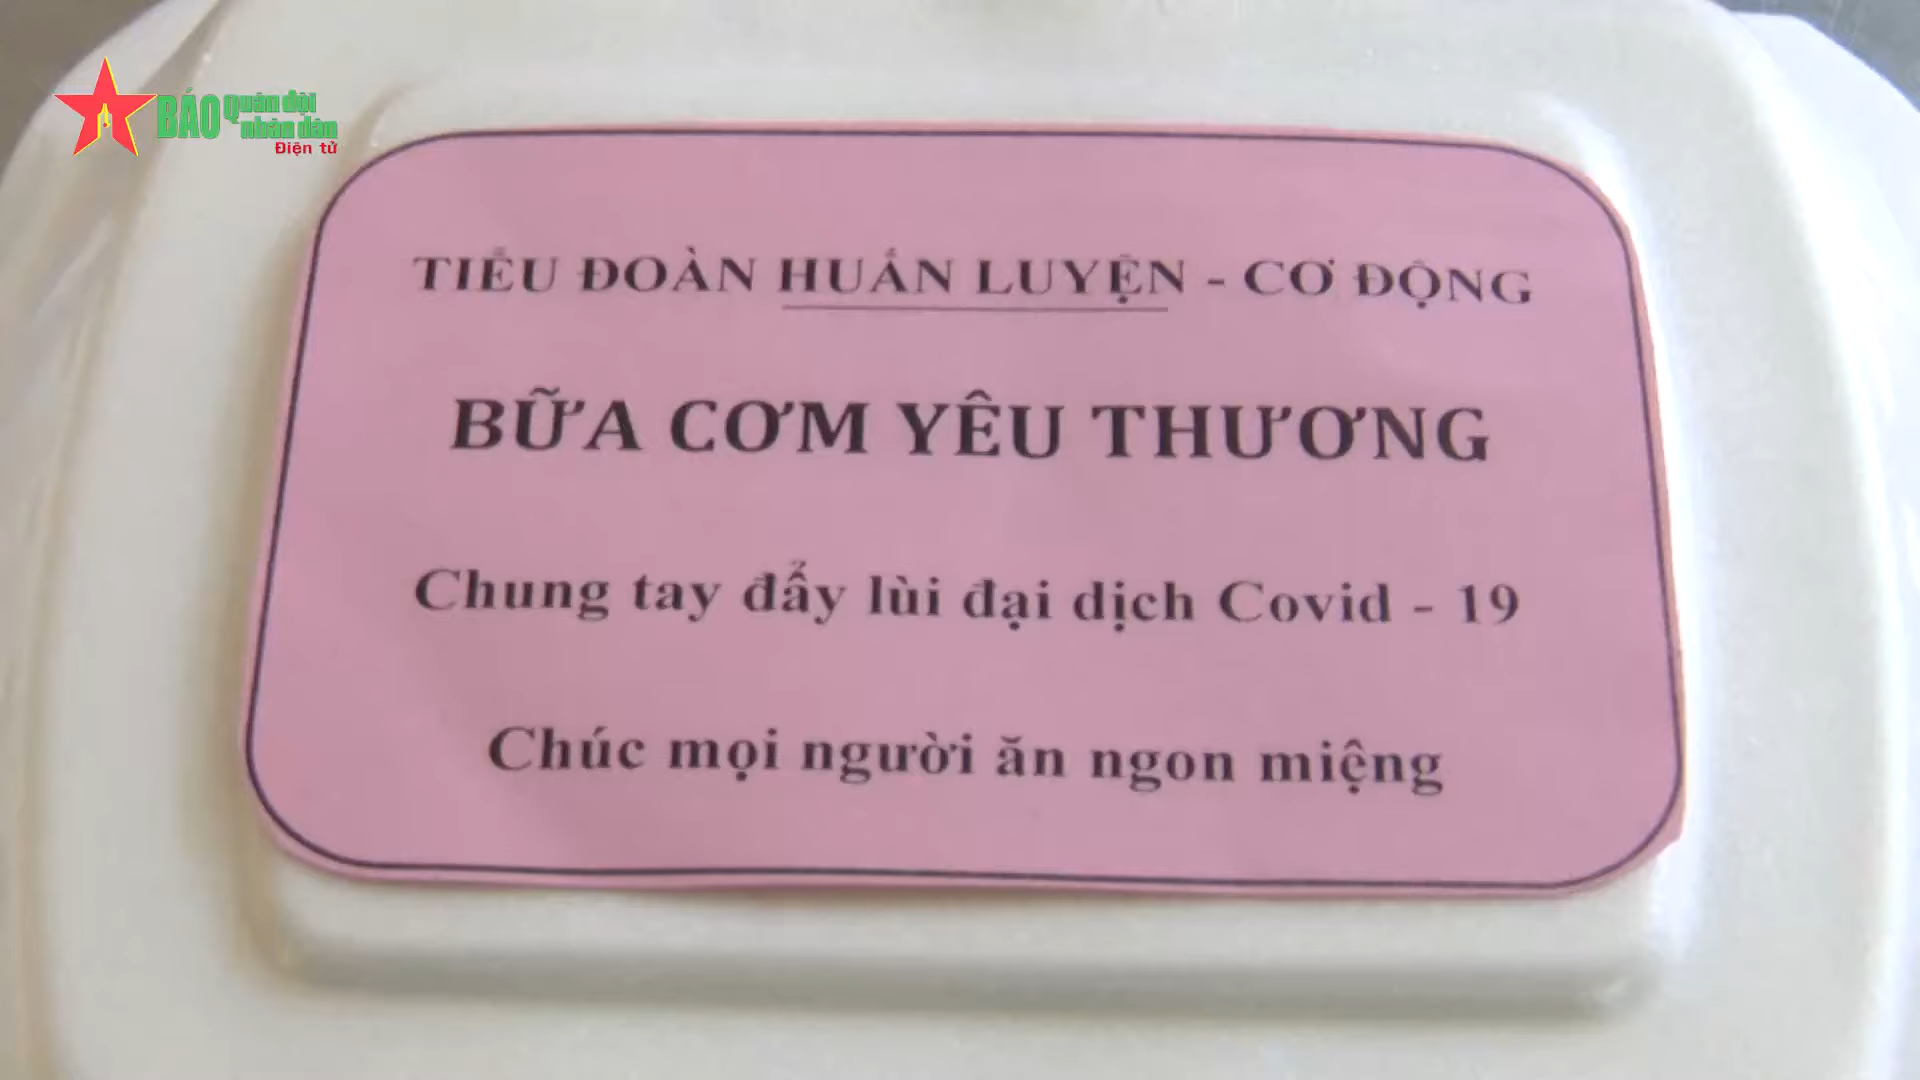 BÁO Quân đội
nhân dân
Điện tử
TIỂU ĐOÀN HUẤN LUYỆN - CƠ ĐỘNG
BỮA CƠM YÊU THƯƠNG
Chung tay đẩy lùi đại dịch Covid - 19
Chúc mọi người ăn ngon miệng